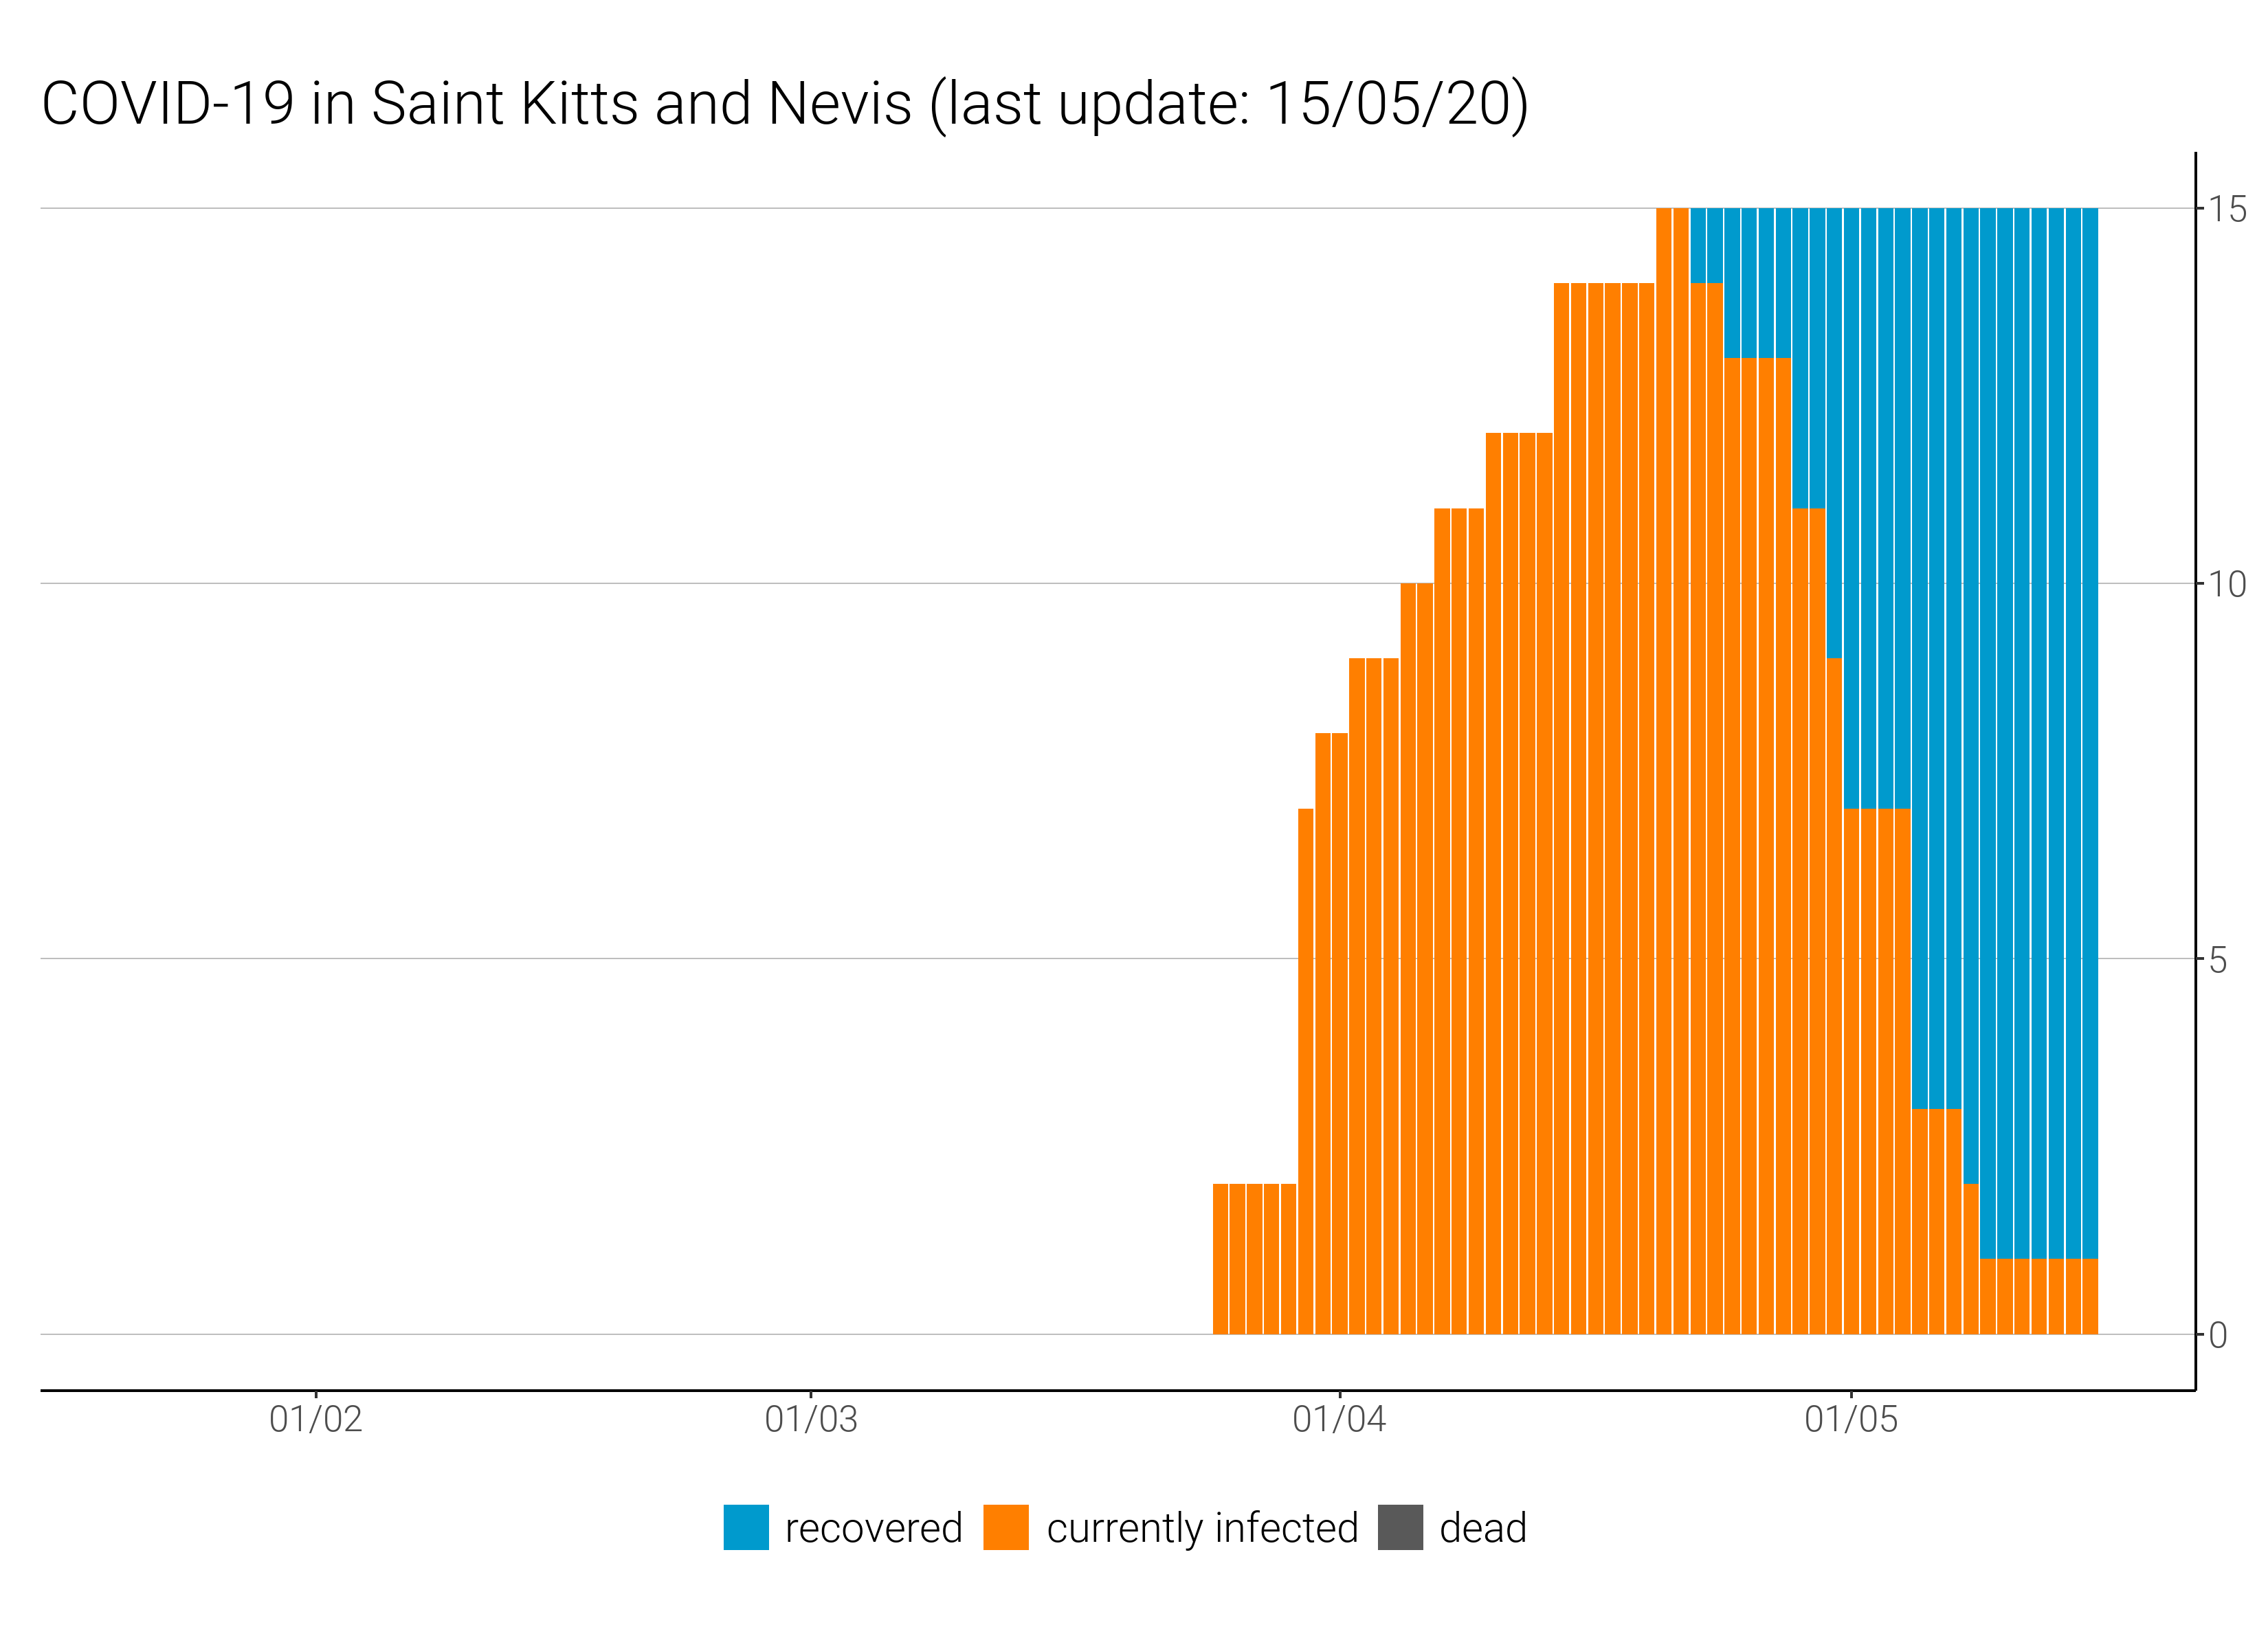 COVID-19 in Saint Kitts and Nevis (last update: 15/05/20)
15
10
5
0
01/02 01/03 01/04 01/05
recovered currently infected dead